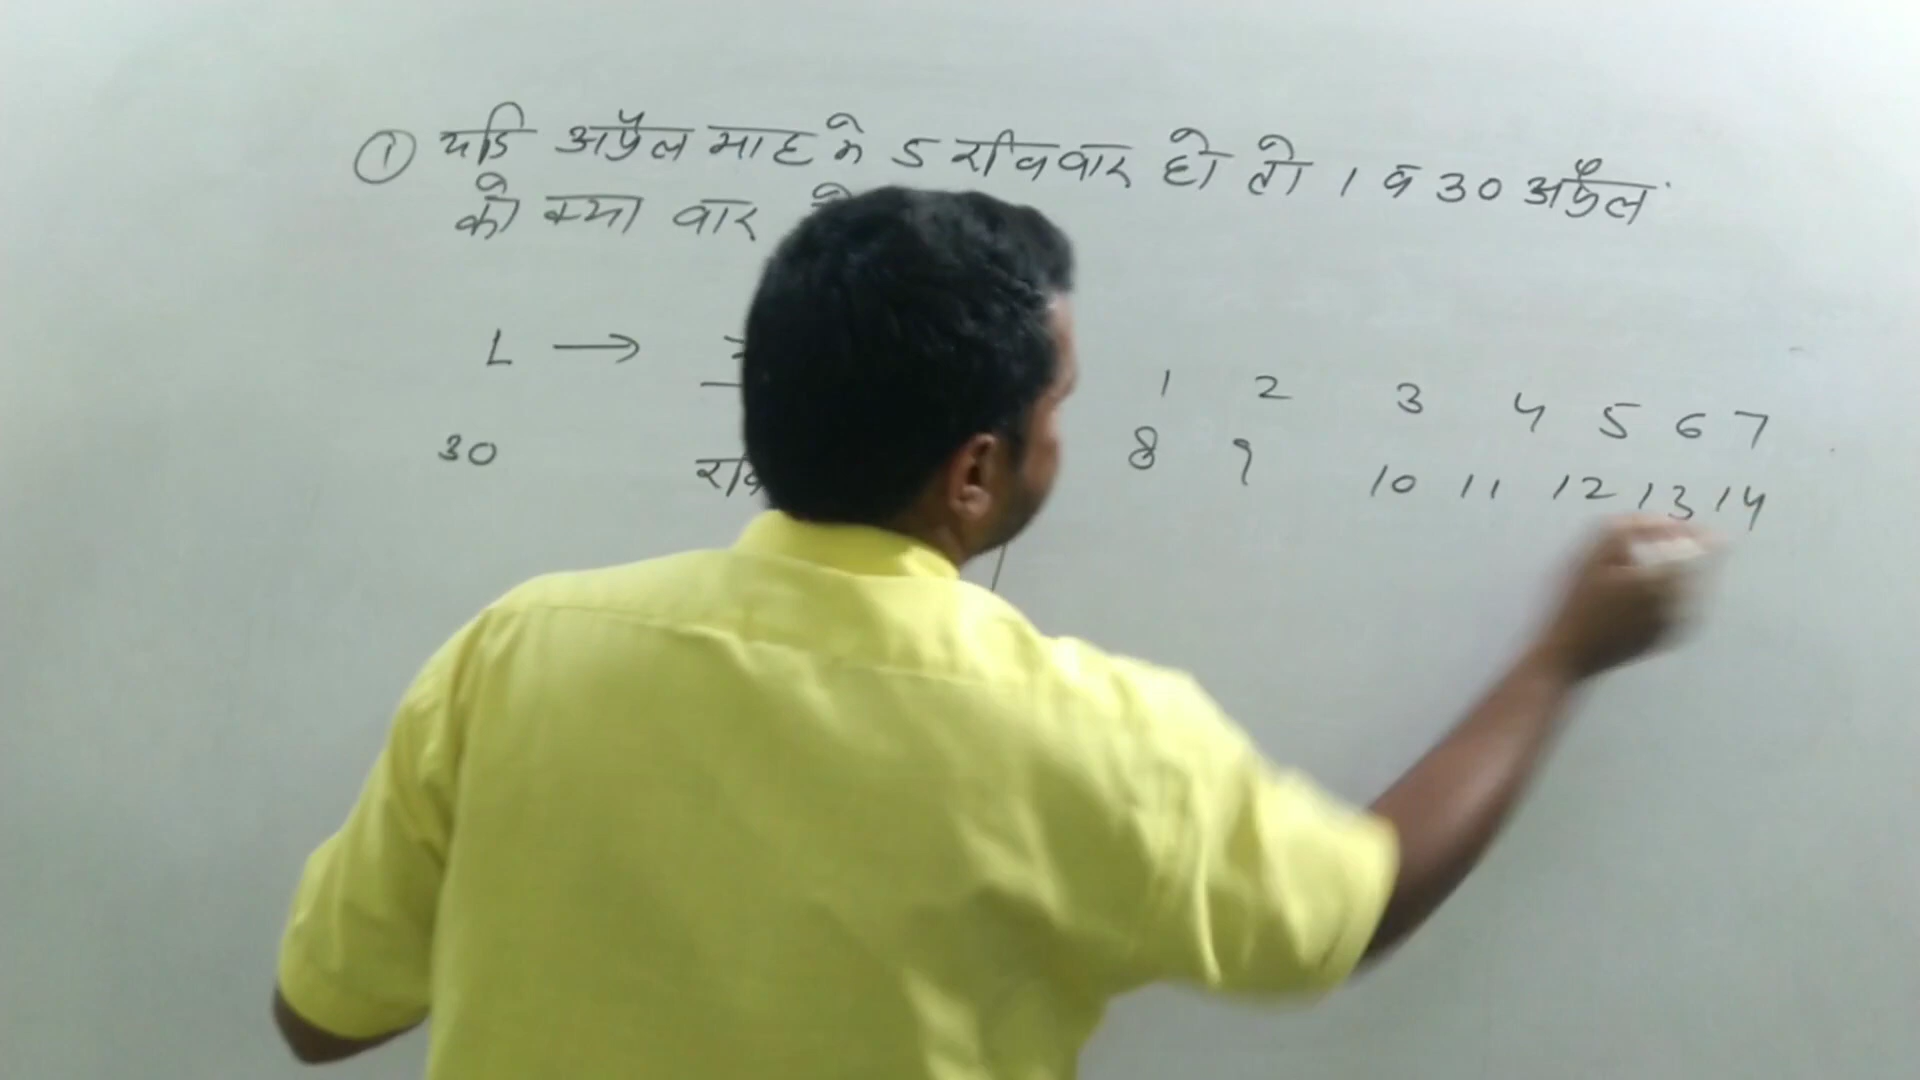 ① यदि अप्रैल माह मे 5 रविवार हो तो 1 व 30 अप्रैल
को क्या वार
L →
30
1 2 3 4 5 6 7
8 9 10 11 12 13 14